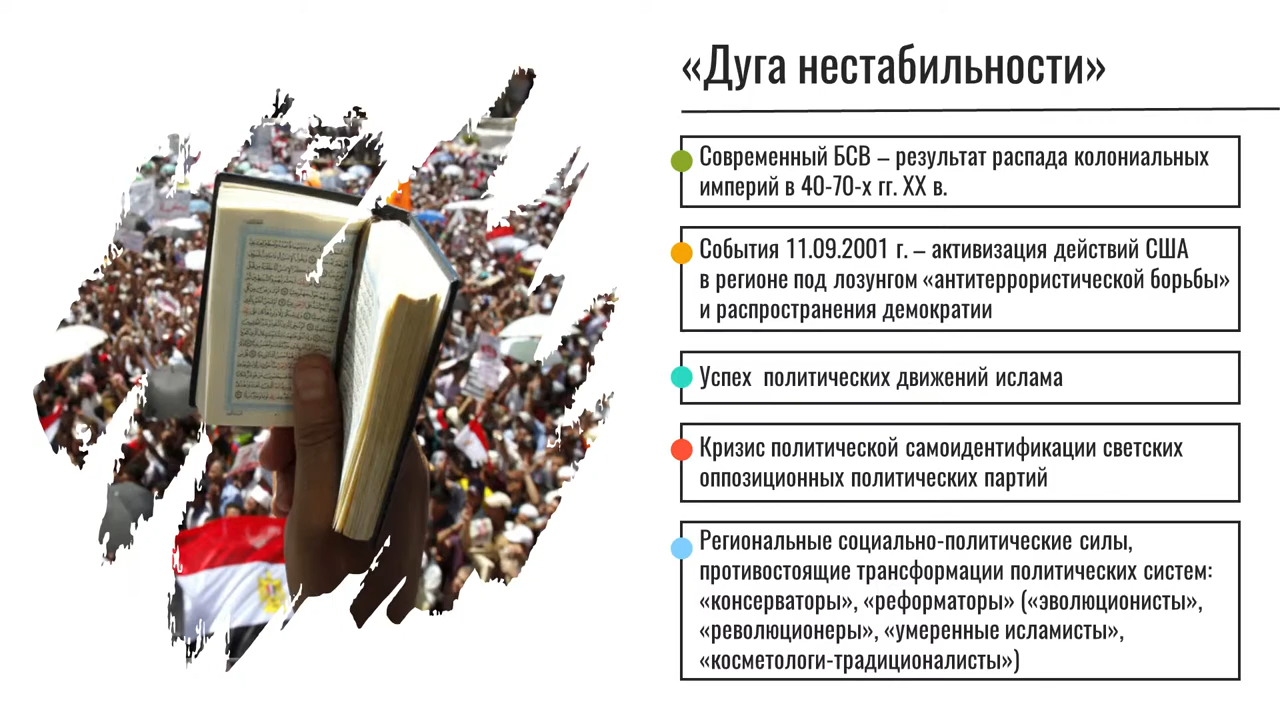 «Дуга нестабильности»
Современный БСВ – результат распада колониальных
империй в 40-70-х гг. XX в.
События 11.09.2001 г. – активизация действий США
в регионе под лозунгом «антитеррористической борьбы»
и распространения демократии
Успех  политических движений ислама
Кризис политической самоидентификации светских
оппозиционных политических партий
Региональные социально-политические силы,
противостоящие трансформации политических систем:
«консерваторы», «реформаторы» («эволюционисты»,
«революционеры», «умеренные исламисты»,
«косметологи-традиционалисты»)